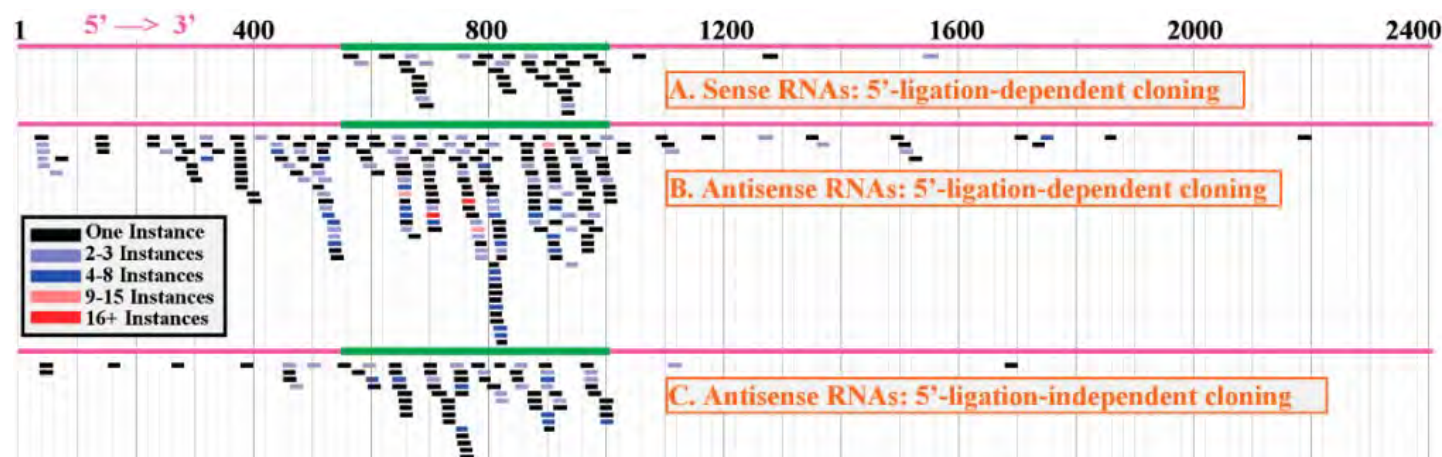 1 5’ —> 3’ 400 800 1200 1600 2000 2400
A. Sense RNAs: 5’-ligation-dependent cloning
B. Antisense RNAs: 5’-ligation-dependent cloning
One Instance
2-3 Instances
4-8 Instances
9-15 Instances
16+ Instances
C. Antisense RNAs: 5’-ligation-independent cloning